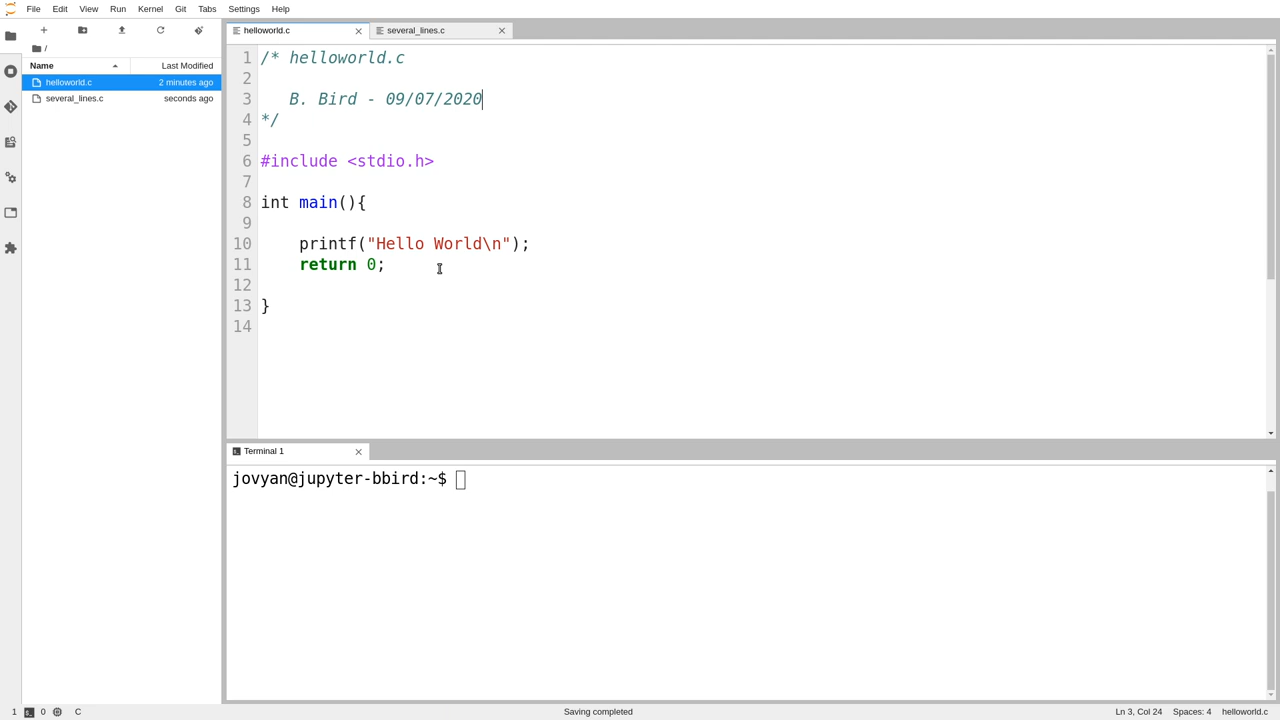 File Edit View Run Kernel Git Tabs Settings Help
/
Name Last Modified
helloworld.c 2 minutes ago
several_lines.c seconds ago
helloworld.c several_lines.c
1 /* helloworld.c
2
3 B. Bird - 09/07/2020
4 */
5
6 #include <stdio.h>
7
8 int main(){
9
10 printf("Hello World\n");
11 return 0;
12
13 }
14
Terminal 1
jovyan@jupyter-bbird:~$
1 0 C Saving completed Ln 3, Col 24 Spaces: 4 helloworld.c